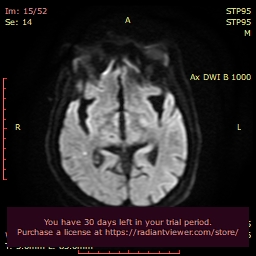 Im: 15/52
Se: 14
A
STP95
STP95
M
Ax DWI B 1000
R
L
You have 30 days left in your trial period.
Purchase a license at https://radiantviewer.com/store/